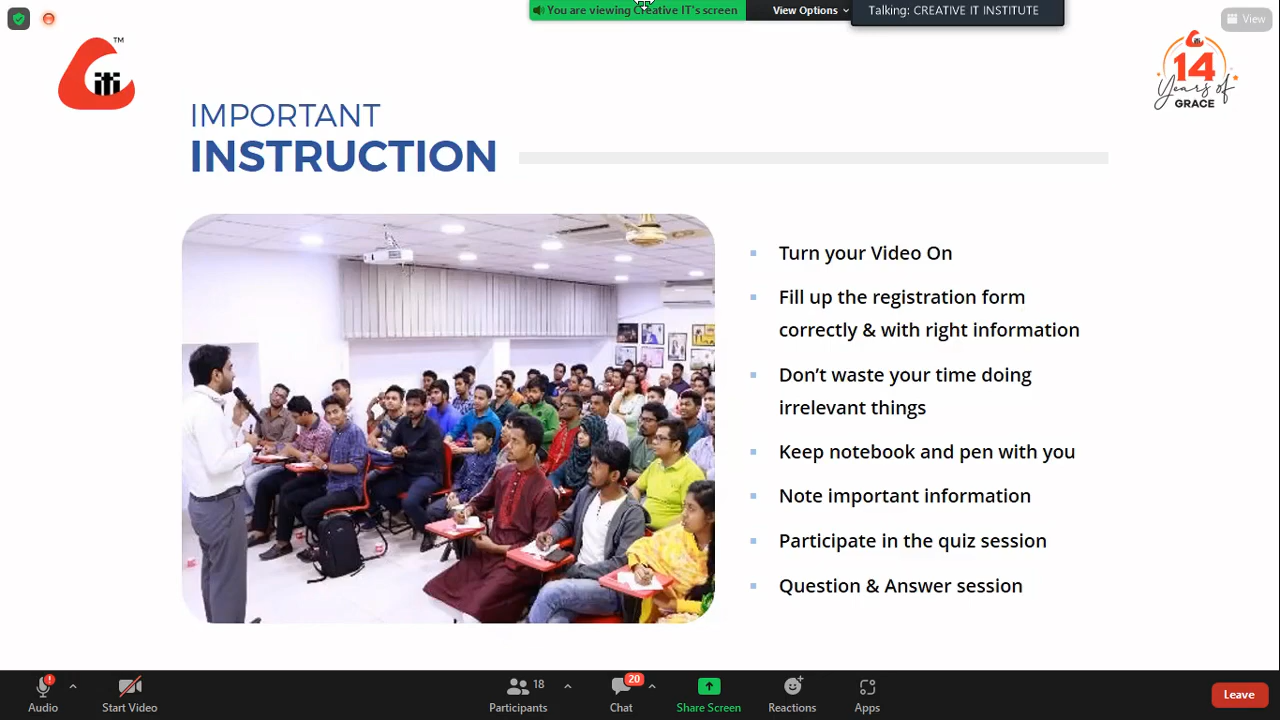 You are viewing Creative IT's screen
View Options
Talking: CREATIVE IT INSTITUTE
View
TM
iti
14
Years of
GRACE
IMPORTANT
INSTRUCTION
Turn your Video On
Fill up the registration form
correctly & with right information
Don’t waste your time doing
irrelevant things
Keep notebook and pen with you
Note important information
Participate in the quiz session
Question & Answer session
Audio
Start Video
18
Participants
20
Chat
Share Screen
Reactions
Apps
Leave